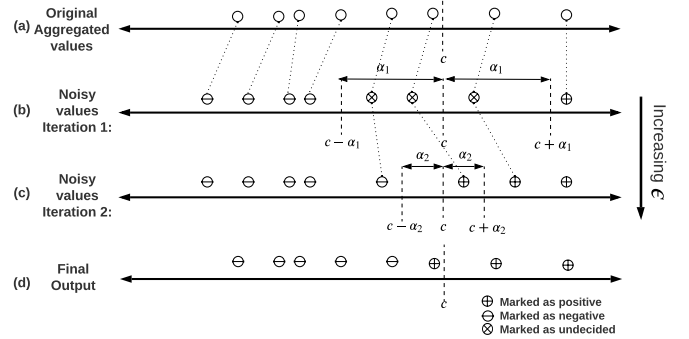 Original
(a) Aggregated
values
c
α₁ α₁
Noisy
(b) values
Iteration 1:
c − α₁ c c + α₁
α₂ α₂
Noisy
(c) values
Iteration 2:
c − α₂ c c + α₂
Increasing ϵ
Final
(d) Output
c
Marked as positive
Marked as negative
Marked as undecided